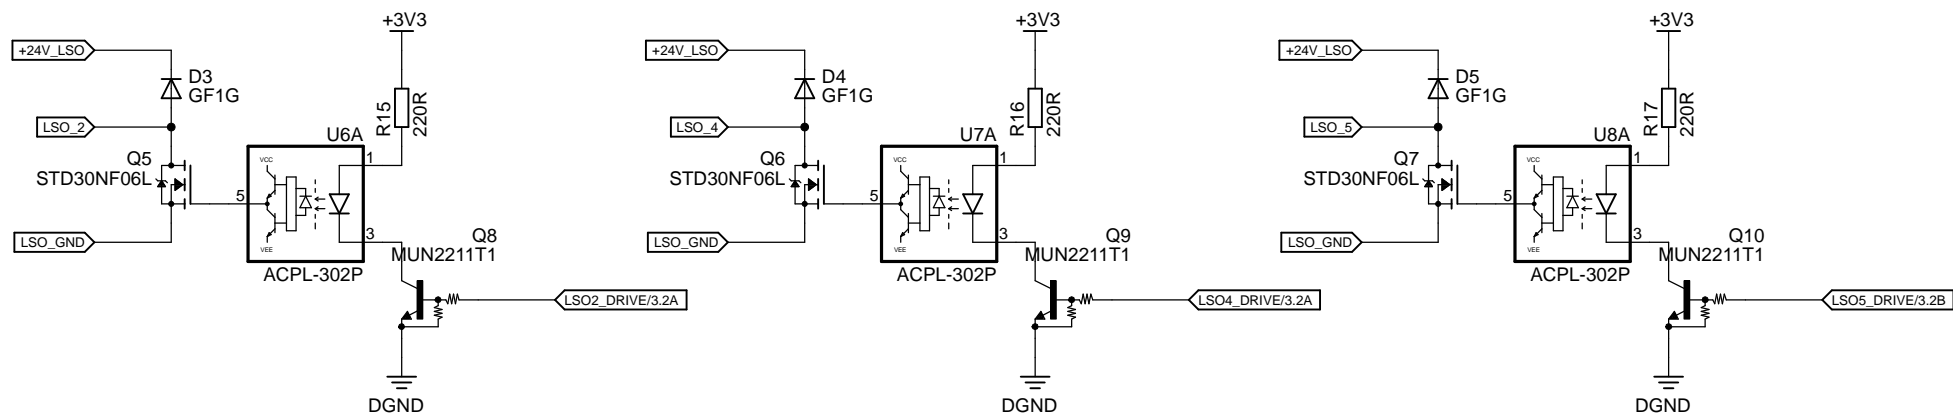 +3V3
+24V_LSO
D3
GF1G
R15
220R
LSO_2
U6A
Q5
STD30NF06L
VCC
1
5
3
VEE
LSO_GND
ACPL-302P
Q8
MUN2211T1
LSO2_DRIVE/3.2A
DGND
+3V3
+24V_LSO
D4
GF1G
R16
220R
LSO_4
U7A
Q6
STD30NF06L
VCC
1
5
3
VEE
LSO_GND
ACPL-302P
Q9
MUN2211T1
LSO4_DRIVE/3.2A
DGND
+3V3
+24V_LSO
D5
GF1G
R17
220R
LSO_5
U8A
Q7
STD30NF06L
VCC
1
5
3
VEE
LSO_GND
ACPL-302P
Q10
MUN2211T1
LSO5_DRIVE/3.2B
DGND